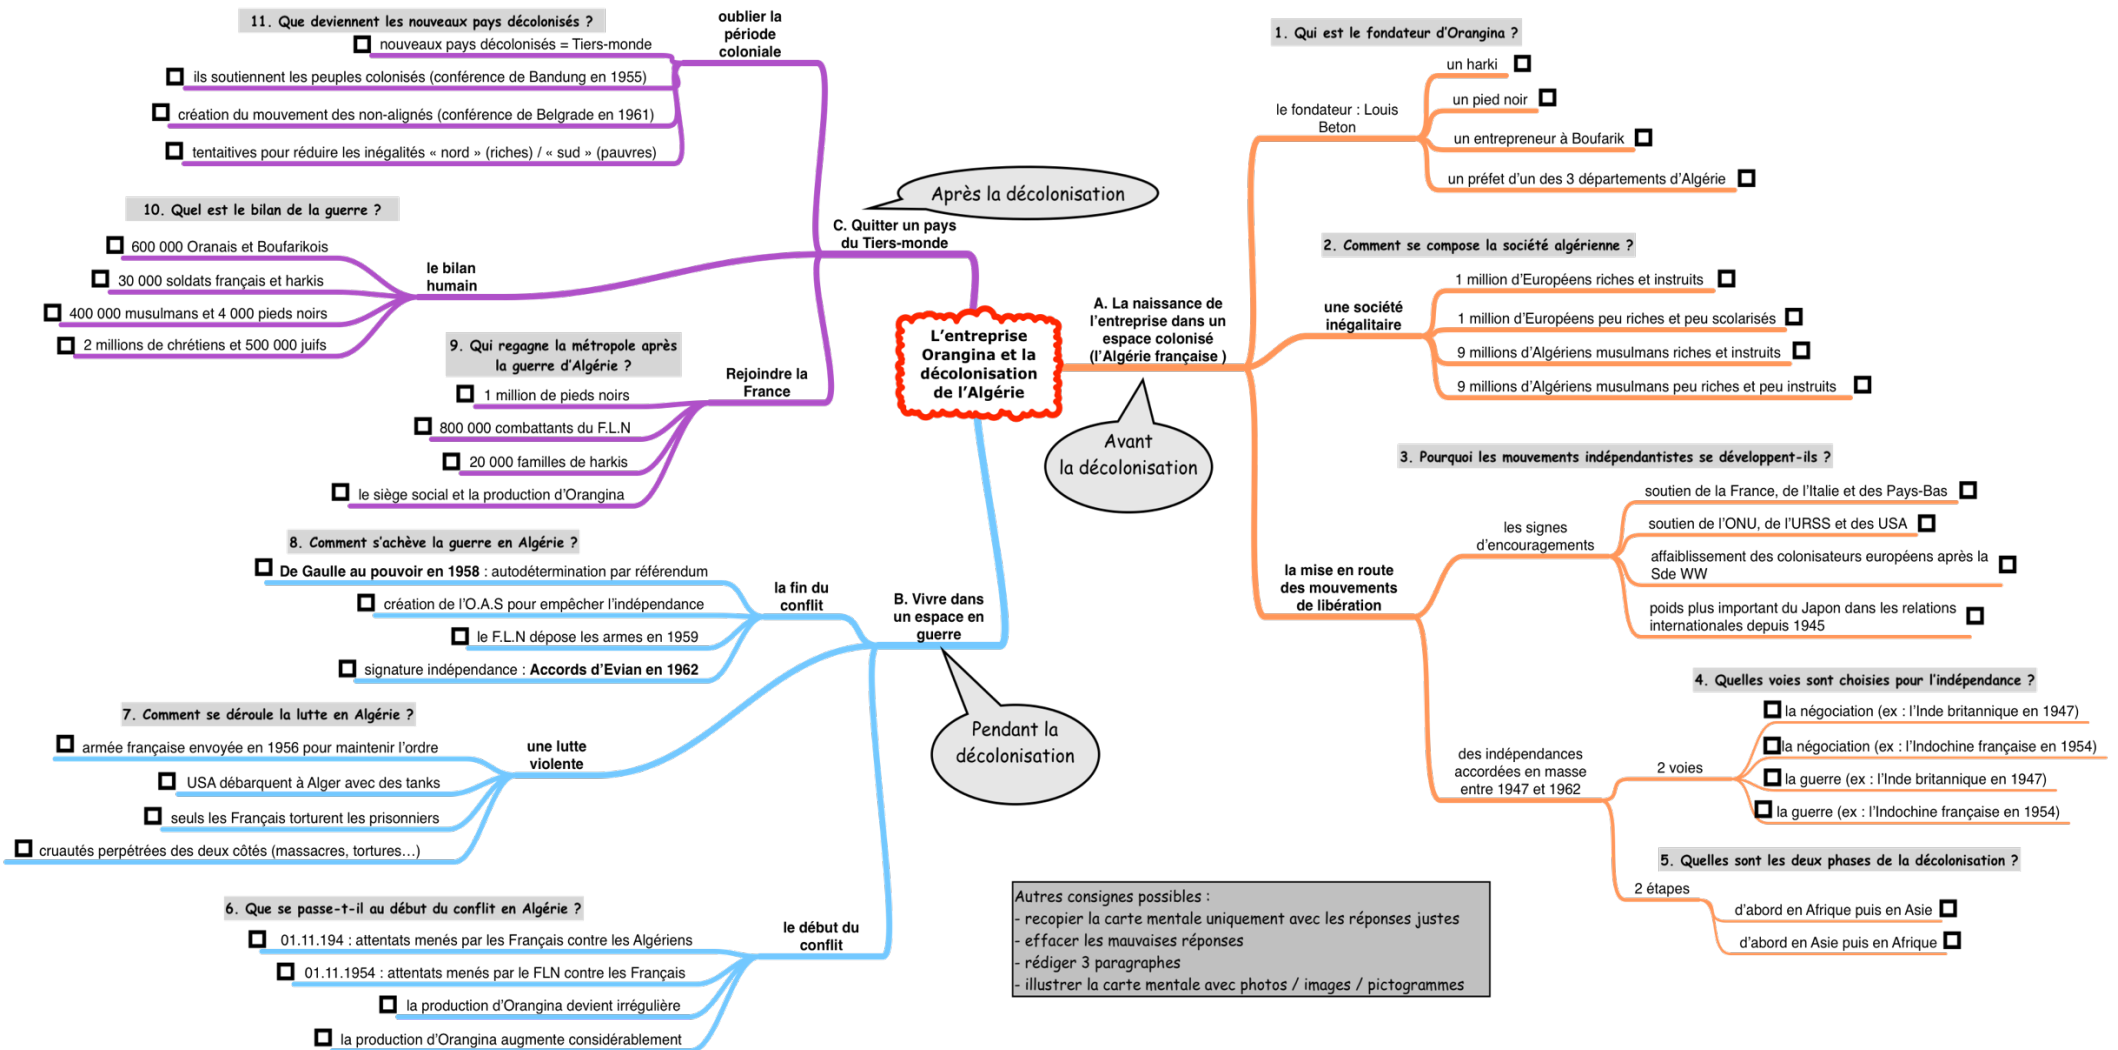 L'entreprise
Orangina et la
décolonisation
de l'Algérie
A. La naissance de
l'entreprise dans un
espace colonisé
(l'Algérie française )
Avant
la décolonisation
1. Qui est le fondateur d'Orangina ?
le fondateur : Louis
Beton
un harki
un pied noir
un entrepreneur à Boufarik
un préfet d'un des 3 départements d'Algérie
2. Comment se compose la société algérienne ?
une société
inégalitaire
1 million d'Européens riches et instruits
1 million d'Européens peu riches et peu scolarisés
9 millions d'Algériens musulmans riches et instruits
9 millions d'Algériens musulmans peu riches et peu instruits
la mise en route
des mouvements
de libération
3. Pourquoi les mouvements indépendantistes se développent-ils ?
les signes
d'encouragements
soutien de la France, de l'Italie et des Pays-Bas
soutien de l'ONU, de l'URSS et des USA
affaiblissement des colonisateurs européens après la
Sde WW
poids plus important du Japon dans les relations
internationales depuis 1945
des indépendances
accordées en masse
entre 1947 et 1962
4. Quelles voies sont choisies pour l'indépendance ?
2 voies
la négociation (ex : l'Inde britannique en 1947)
la négociation (ex : l'Indochine française en 1954)
la guerre (ex : l'Inde britannique en 1947)
la guerre (ex : l'Indochine française en 1954)
5. Quelles sont les deux phases de la décolonisation ?
2 étapes
d'abord en Afrique puis en Asie
d'abord en Asie puis en Afrique
B. Vivre dans
un espace en
guerre
Pendant la
décolonisation
6. Que se passe-t-il au début du conflit en Algérie ?
le début du
conflit
01.11.194 : attentats menés par les Français contre les Algériens
01.11.1954 : attentats menés par le FLN contre les Français
la production d'Orangina devient irrégulière
la production d'Orangina augmente considérablement
7. Comment se déroule la lutte en Algérie ?
une lutte
violente
armée française envoyée en 1956 pour maintenir l'ordre
USA débarquent à Alger avec des tanks
seuls les Français torturent les prisonniers
cruautés perpétrées des deux côtés (massacres, tortures…)
8. Comment s'achève la guerre en Algérie ?
la fin du
conflit
De Gaulle au pouvoir en 1958 : autodétermination par référendum
création de l'O.A.S pour empêcher l'indépendance
le F.L.N dépose les armes en 1959
signature indépendance : Accords d'Evian en 1962
C. Quitter un pays
du Tiers-monde
Après la décolonisation
9. Qui regagne la métropole après
la guerre d'Algérie ?
Rejoindre la
France
1 million de pieds noirs
800 000 combattants du F.L.N
20 000 familles de harkis
le siège social et la production d'Orangina
10. Quel est le bilan de la guerre ?
le bilan
humain
600 000 Oranais et Boufarikois
30 000 soldats français et harkis
400 000 musulmans et 4 000 pieds noirs
2 millions de chrétiens et 500 000 juifs
11. Que deviennent les nouveaux pays décolonisés ?
oublier la
période
coloniale
nouveaux pays décolonisés = Tiers-monde
ils soutiennent les peuples colonisés (conférence de Bandung en 1955)
création du mouvement des non-alignés (conférence de Belgrade en 1961)
tentaitives pour réduire les inégalités « nord » (riches) / « sud » (pauvres)
Autres consignes possibles :
- recopier la carte mentale uniquement avec les réponses justes
- effacer les mauvaises réponses
- rédiger 3 paragraphes
- illustrer la carte mentale avec photos / images / pictogrammes